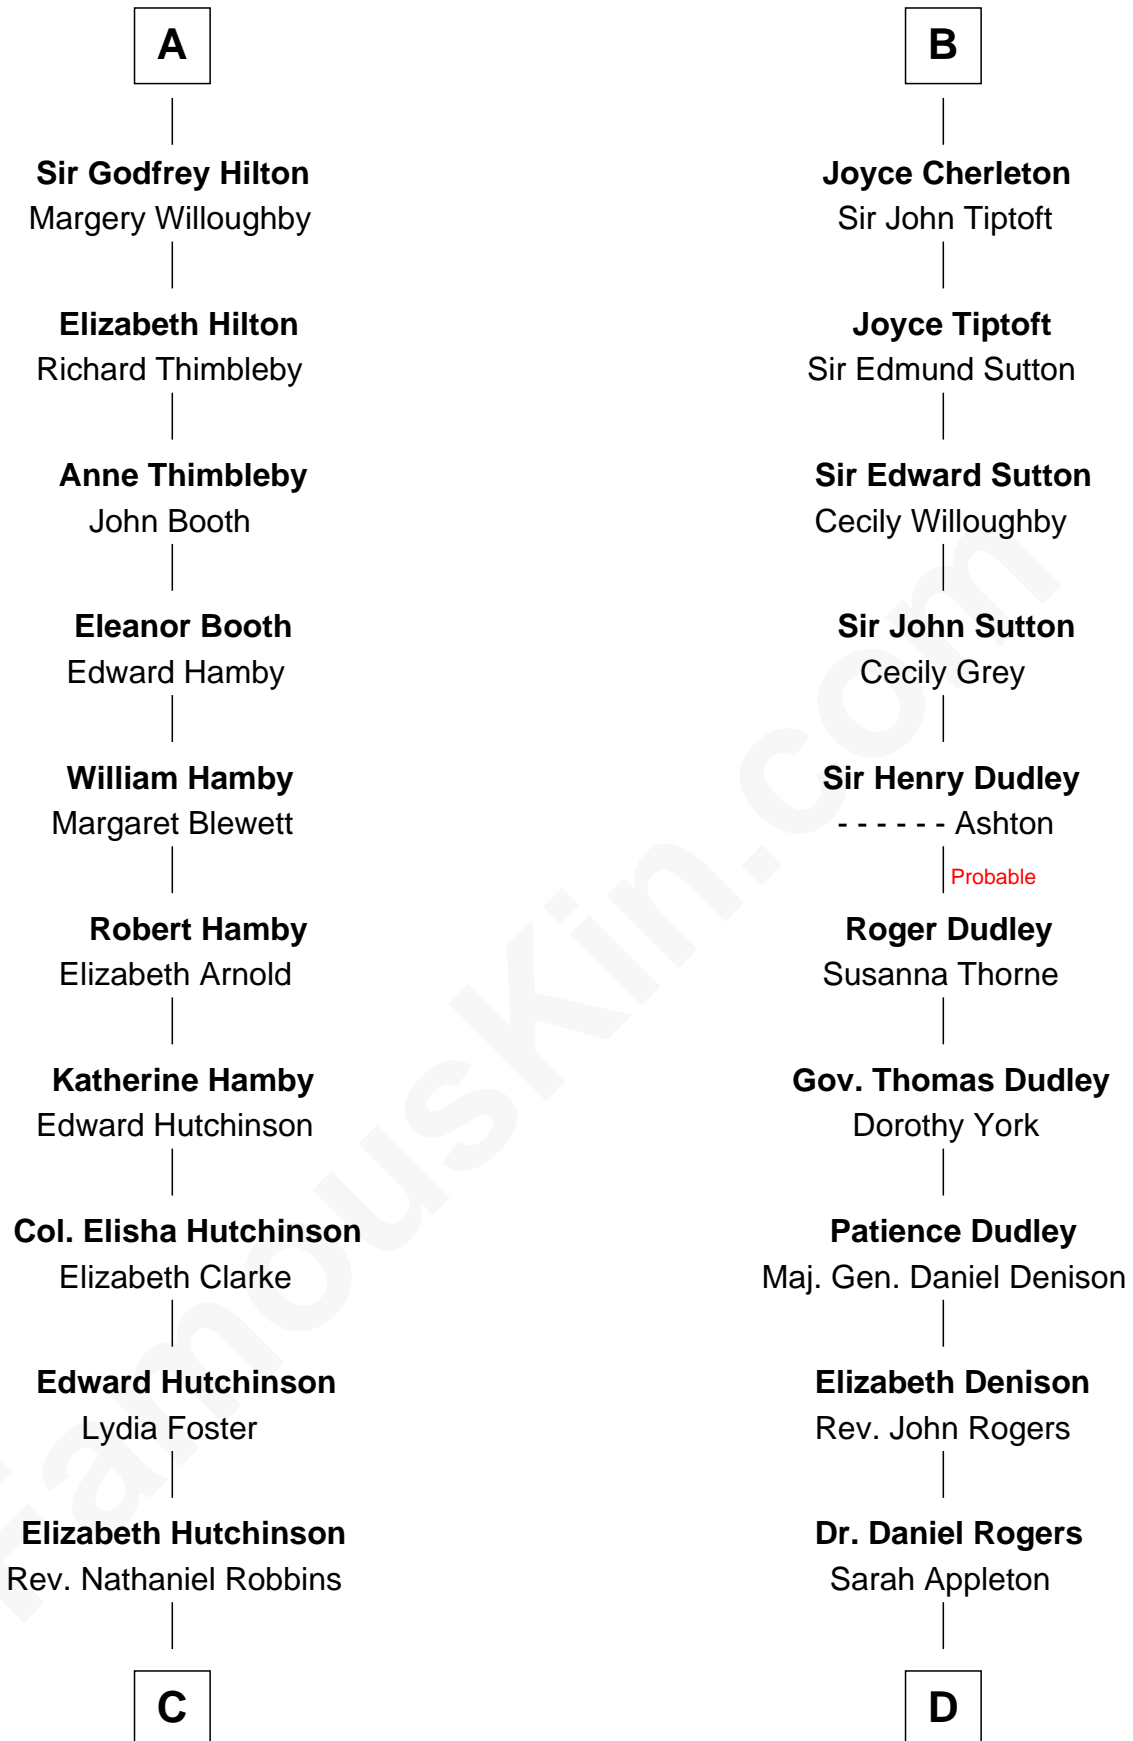 A
Sir Godfrey Hilton
Margery Willoughby
Elizabeth Hilton
Richard Thimbleby
Anne Thimbleby
John Booth
Eleanor Booth
Edward Hamby
William Hamby
Margaret Blewett
Robert Hamby
Elizabeth Arnold
Katherine Hamby
Edward Hutchinson
Col. Elisha Hutchinson
Elizabeth Clarke
Edward Hutchinson
Lydia Foster
Elizabeth Hutchinson
Rev. Nathaniel Robbins
C
B
Joyce Cherleton
Sir John Tiptoft
Joyce Tiptoft
Sir Edmund Sutton
Sir Edward Sutton
Cecily Willoughby
Sir John Sutton
Cecily Grey
Sir Henry Dudley
- - - - - - Ashton
Probable
Roger Dudley
Susanna Thorne
Gov. Thomas Dudley
Dorothy York
Patience Dudley
Maj. Gen. Daniel Denison
Elizabeth Denison
Rev. John Rogers
Dr. Daniel Rogers
Sarah Appleton
D
FamousKin.com